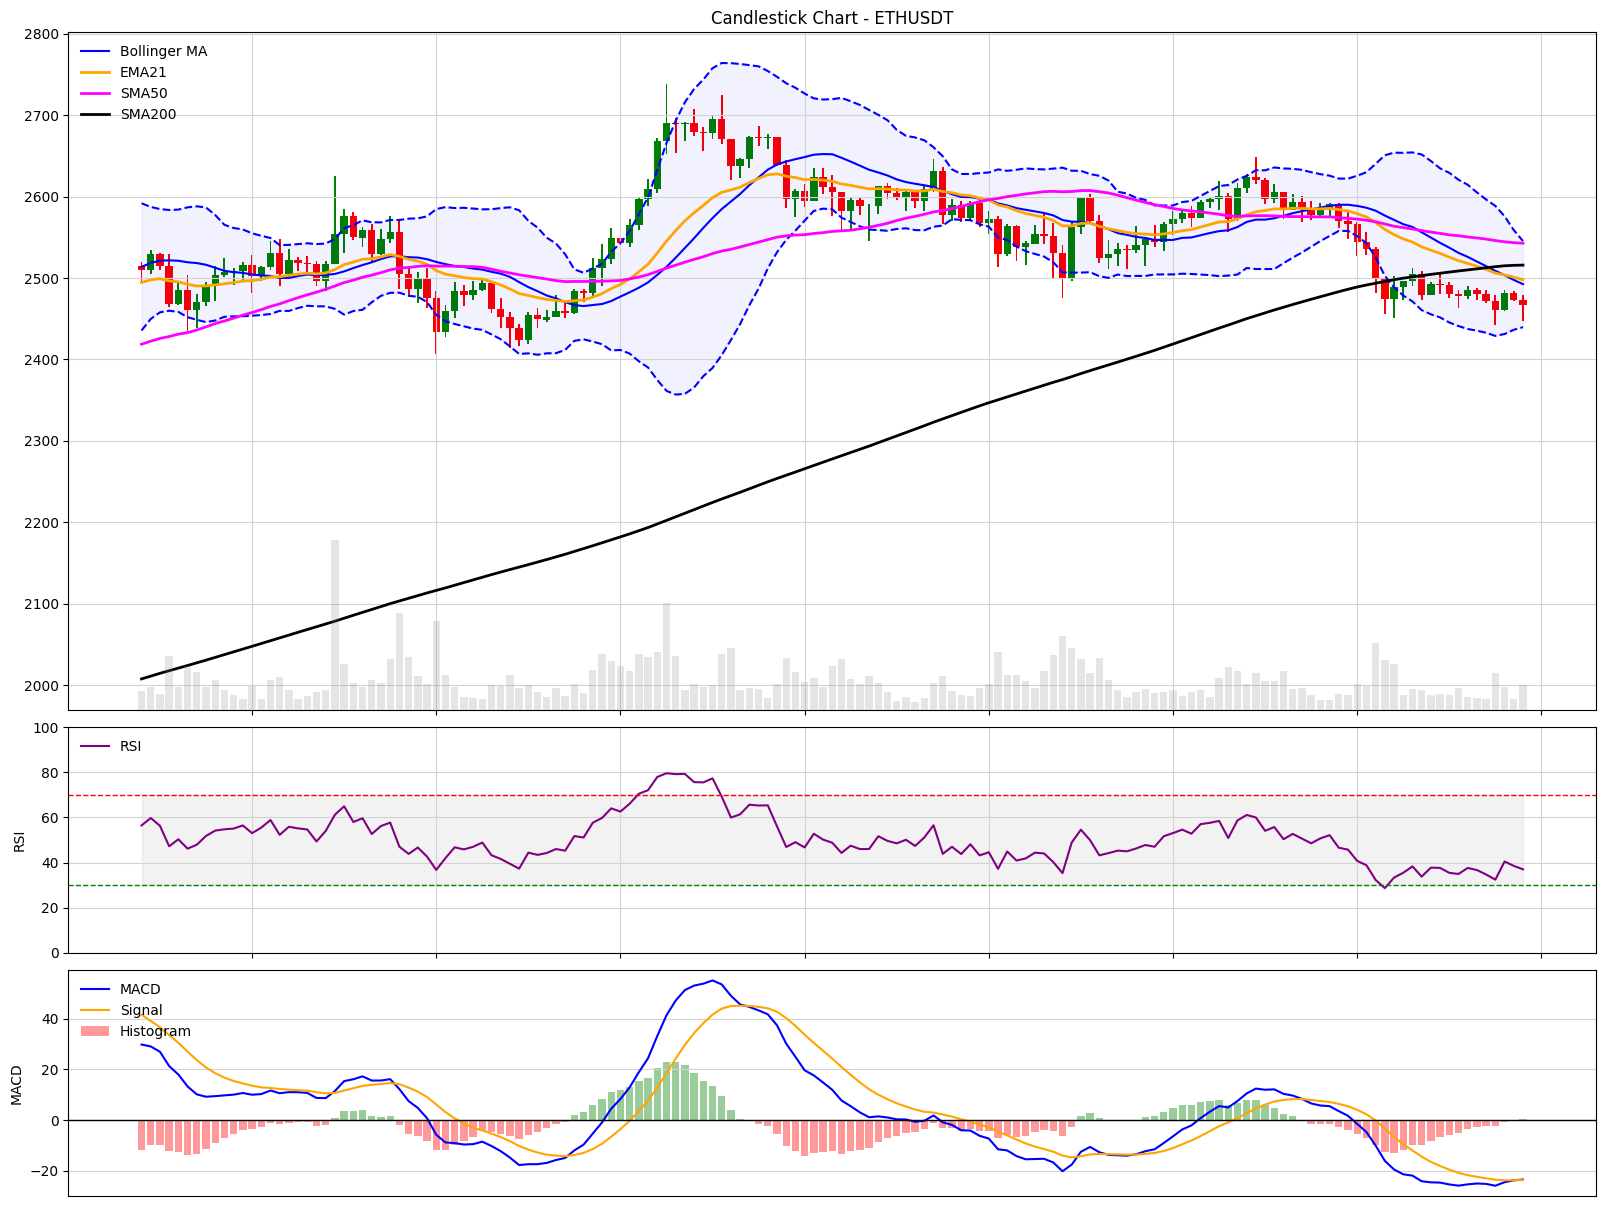 Candlestick Chart - ETHUSDT
2800
2700
2600
2500
2400
2300
2200
2100
2000
Bollinger MA
EMA21
SMA50
SMA200
RSI
100
80
60
40
20
0
RSI
MACD
40
20
0
−20
MACD
Signal
Histogram